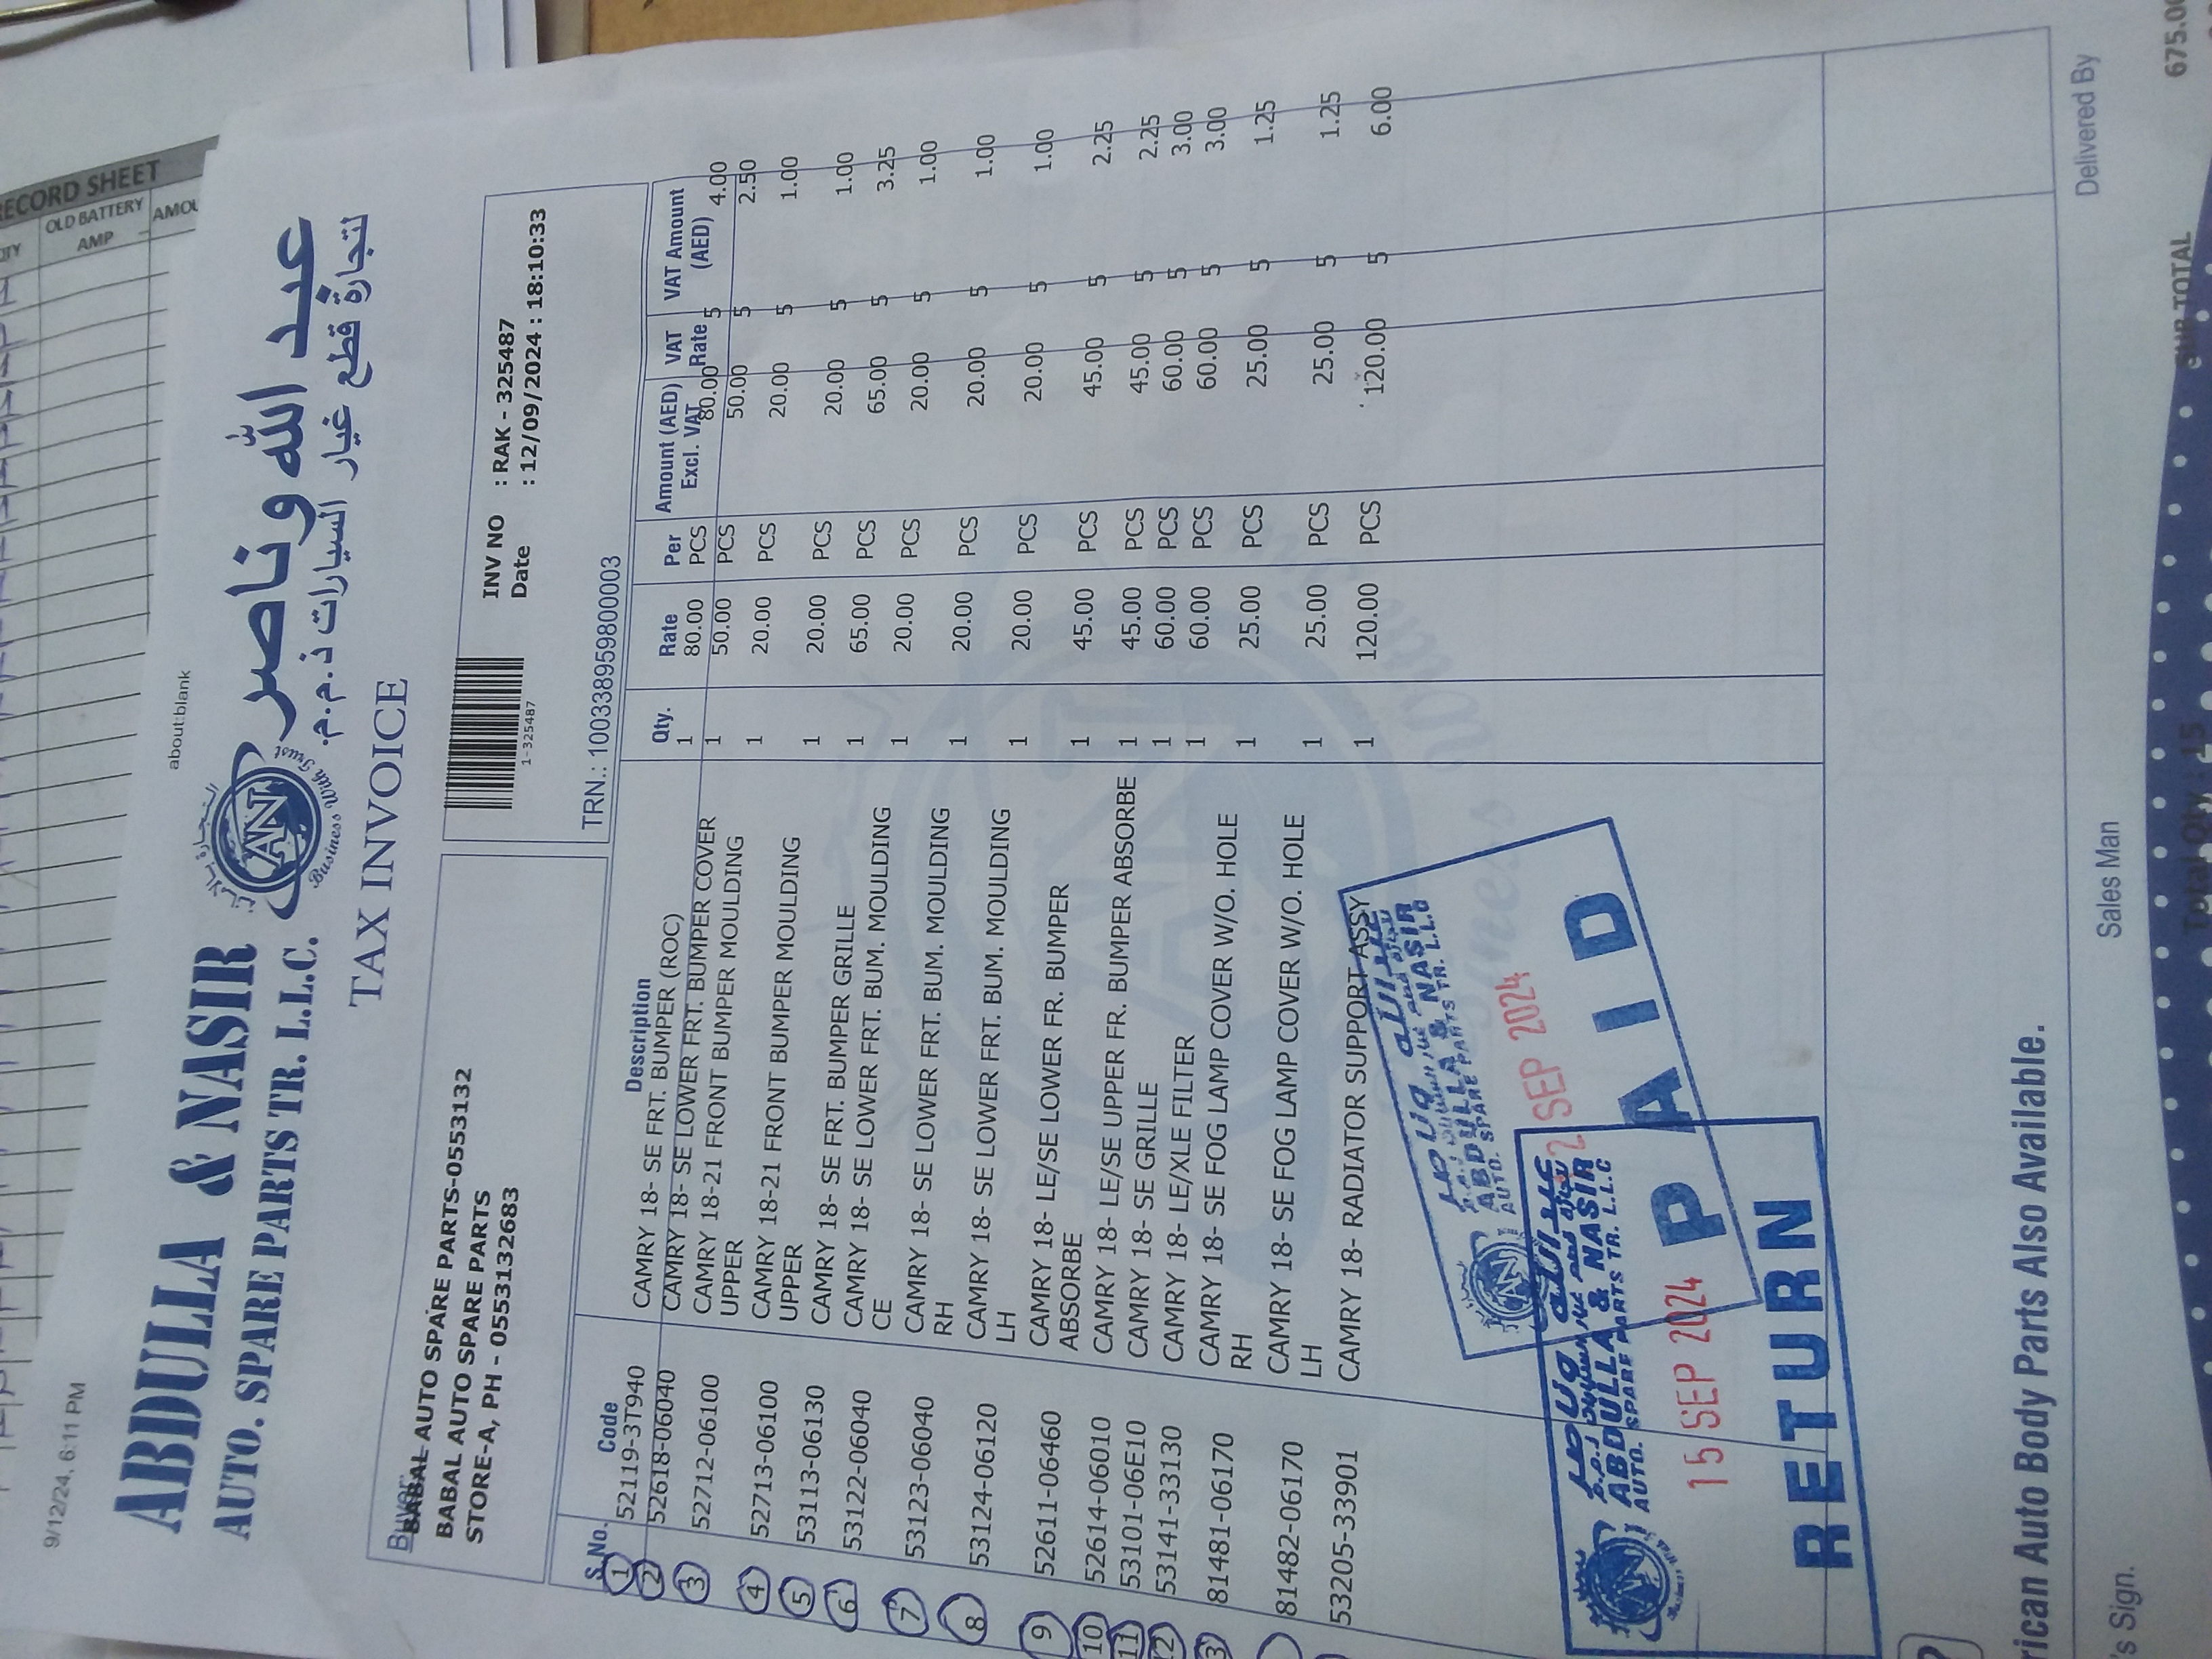 RECORD SHEET
QTY
OLD BATTERY AMP
9/12/24, 6:11 PM
about:blank
ABDULLA & NASIR
AUTO. SPARE PARTS TR. L.L.C.
AN
Business With Trust
عبد الله وناصر
لتجارة قطع غيار السيارات ذ.م.م.
TAX INVOICE
Buyer:
BABAL AUTO SPARE PARTS-0553132
BABAL AUTO SPARE PARTS
STORE-A, PH - 0553132683
1-325487
INV NO : RAK - 325487
Date : 12/09/2024 : 18:10:33
TRN.: 100338959800003
S.No. Code Description Qty. Rate Per Amount (AED) Excl. VAT VAT Rate VAT Amount (AED)
1 52119-3T940 CAMRY 18- SE FRT. BUMPER (ROC) 1 80.00 PCS 80.00 5 4.00
2 52618-06040 CAMRY 18- SE LOWER FRT. BUMPER COVER 1 50.00 PCS 50.00 5 2.50
3 52712-06100 CAMRY 18-21 FRONT BUMPER MOULDING 1 20.00 PCS 20.00 5 1.00
UPPER
4 52713-06100 CAMRY 18-21 FRONT BUMPER MOULDING 1 20.00 PCS 20.00 5 1.00
UPPER
5 53113-06130 CAMRY 18- SE FRT. BUMPER GRILLE 1 65.00 PCS 65.00 5 3.25
6 53122-06040 CAMRY 18- SE LOWER FRT. BUM. MOULDING 1 20.00 PCS 20.00 5 1.00
CE
7 53123-06040 CAMRY 18- SE LOWER FRT. BUM. MOULDING 1 20.00 PCS 20.00 5 1.00
RH
8 53124-06120 CAMRY 18- SE LOWER FRT. BUM. MOULDING 1 20.00 PCS 20.00 5 1.00
LH
9 52611-06460 CAMRY 18- LE/SE LOWER FR. BUMPER 1 45.00 PCS 45.00 5 2.25
ABSORBE
10 52614-06010 CAMRY 18- LE/SE UPPER FR. BUMPER ABSORBE 1 45.00 PCS 45.00 5 2.25
11 53101-06E10 CAMRY 18- SE GRILLE 1 60.00 PCS 60.00 5 3.00
12 53141-33130 CAMRY 18- LE/XLE FILTER 1 60.00 PCS 60.00 5 3.00
3 81481-06170 CAMRY 18- SE FOG LAMP COVER W/O. HOLE 1 25.00 PCS 25.00 5 1.25
RH
81482-06170 CAMRY 18- SE FOG LAMP COVER W/O. HOLE 1 25.00 PCS 25.00 5 1.25
LH
53205-33901 CAMRY 18- RADIATOR SUPPORT ASSY 1 120.00 PCS 120.00 5 6.00
ABDULLA & NASIR
AUTO. SPARE PARTS TR. L.L.C
2 SEP 2024
PAID
ABDULLA & NASIR
AUTO. SPARE PARTS TR. L.L.C
15 SEP 2024
RETURN
rican Auto Body Parts Also Available.
's Sign.
Sales Man
Delivered By
Total Qty : 15
SUB TOTAL